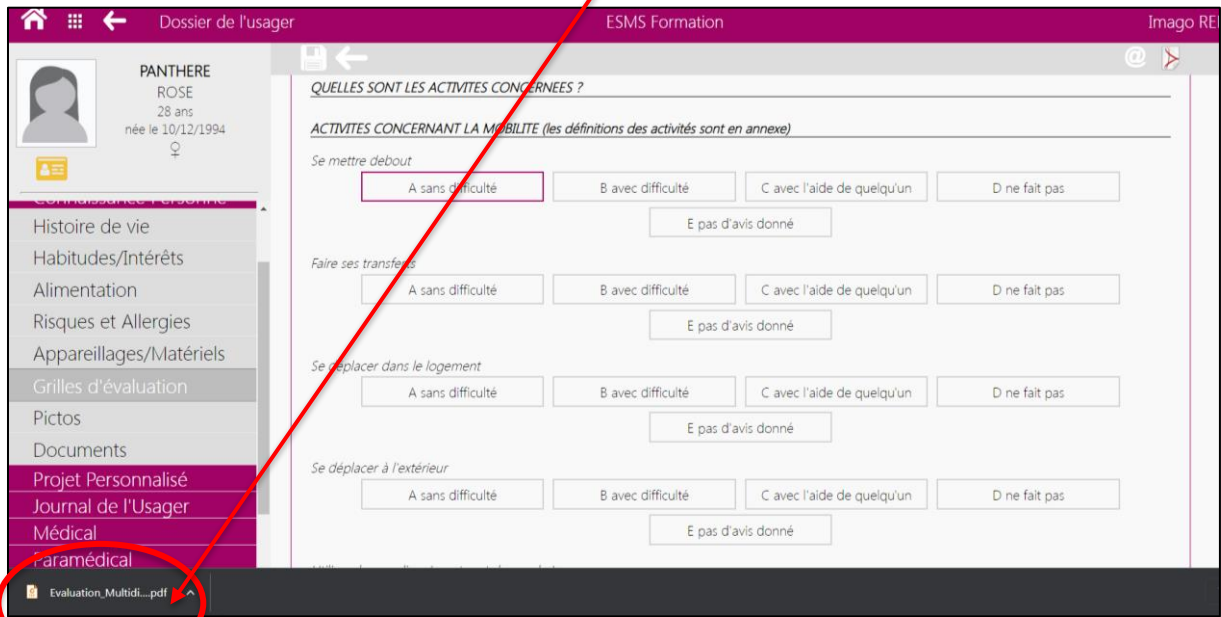 Dossier de l'usager
ESMS Formation
Imago RE
PANTHERE
ROSE
28 ans
née le 10/12/1994
Connaissance Personne
Histoire de vie
Habitudes/Intérêts
Alimentation
Risques et Allergies
Appareillages/Matériels
Grilles d'évaluation
Pictos
Documents
Projet Personnalisé
Journal de l'Usager
Médical
Paramédical
QUELLES SONT LES ACTIVITES CONCERNEES ?
ACTIVITES CONCERNANT LA MOBILITE (les définitions des activités sont en annexe)
Se mettre debout
A sans difficulté B avec difficulté C avec l'aide de quelqu'un D ne fait pas
E pas d'avis donné
Faire ses transferts
A sans difficulté B avec difficulté C avec l'aide de quelqu'un D ne fait pas
E pas d'avis donné
Se déplacer dans le logement
A sans difficulté B avec difficulté C avec l'aide de quelqu'un D ne fait pas
E pas d'avis donné
Se déplacer à l'extérieur
A sans difficulté B avec difficulté C avec l'aide de quelqu'un D ne fait pas
E pas d'avis donné
Evaluation_Multidi....pdf